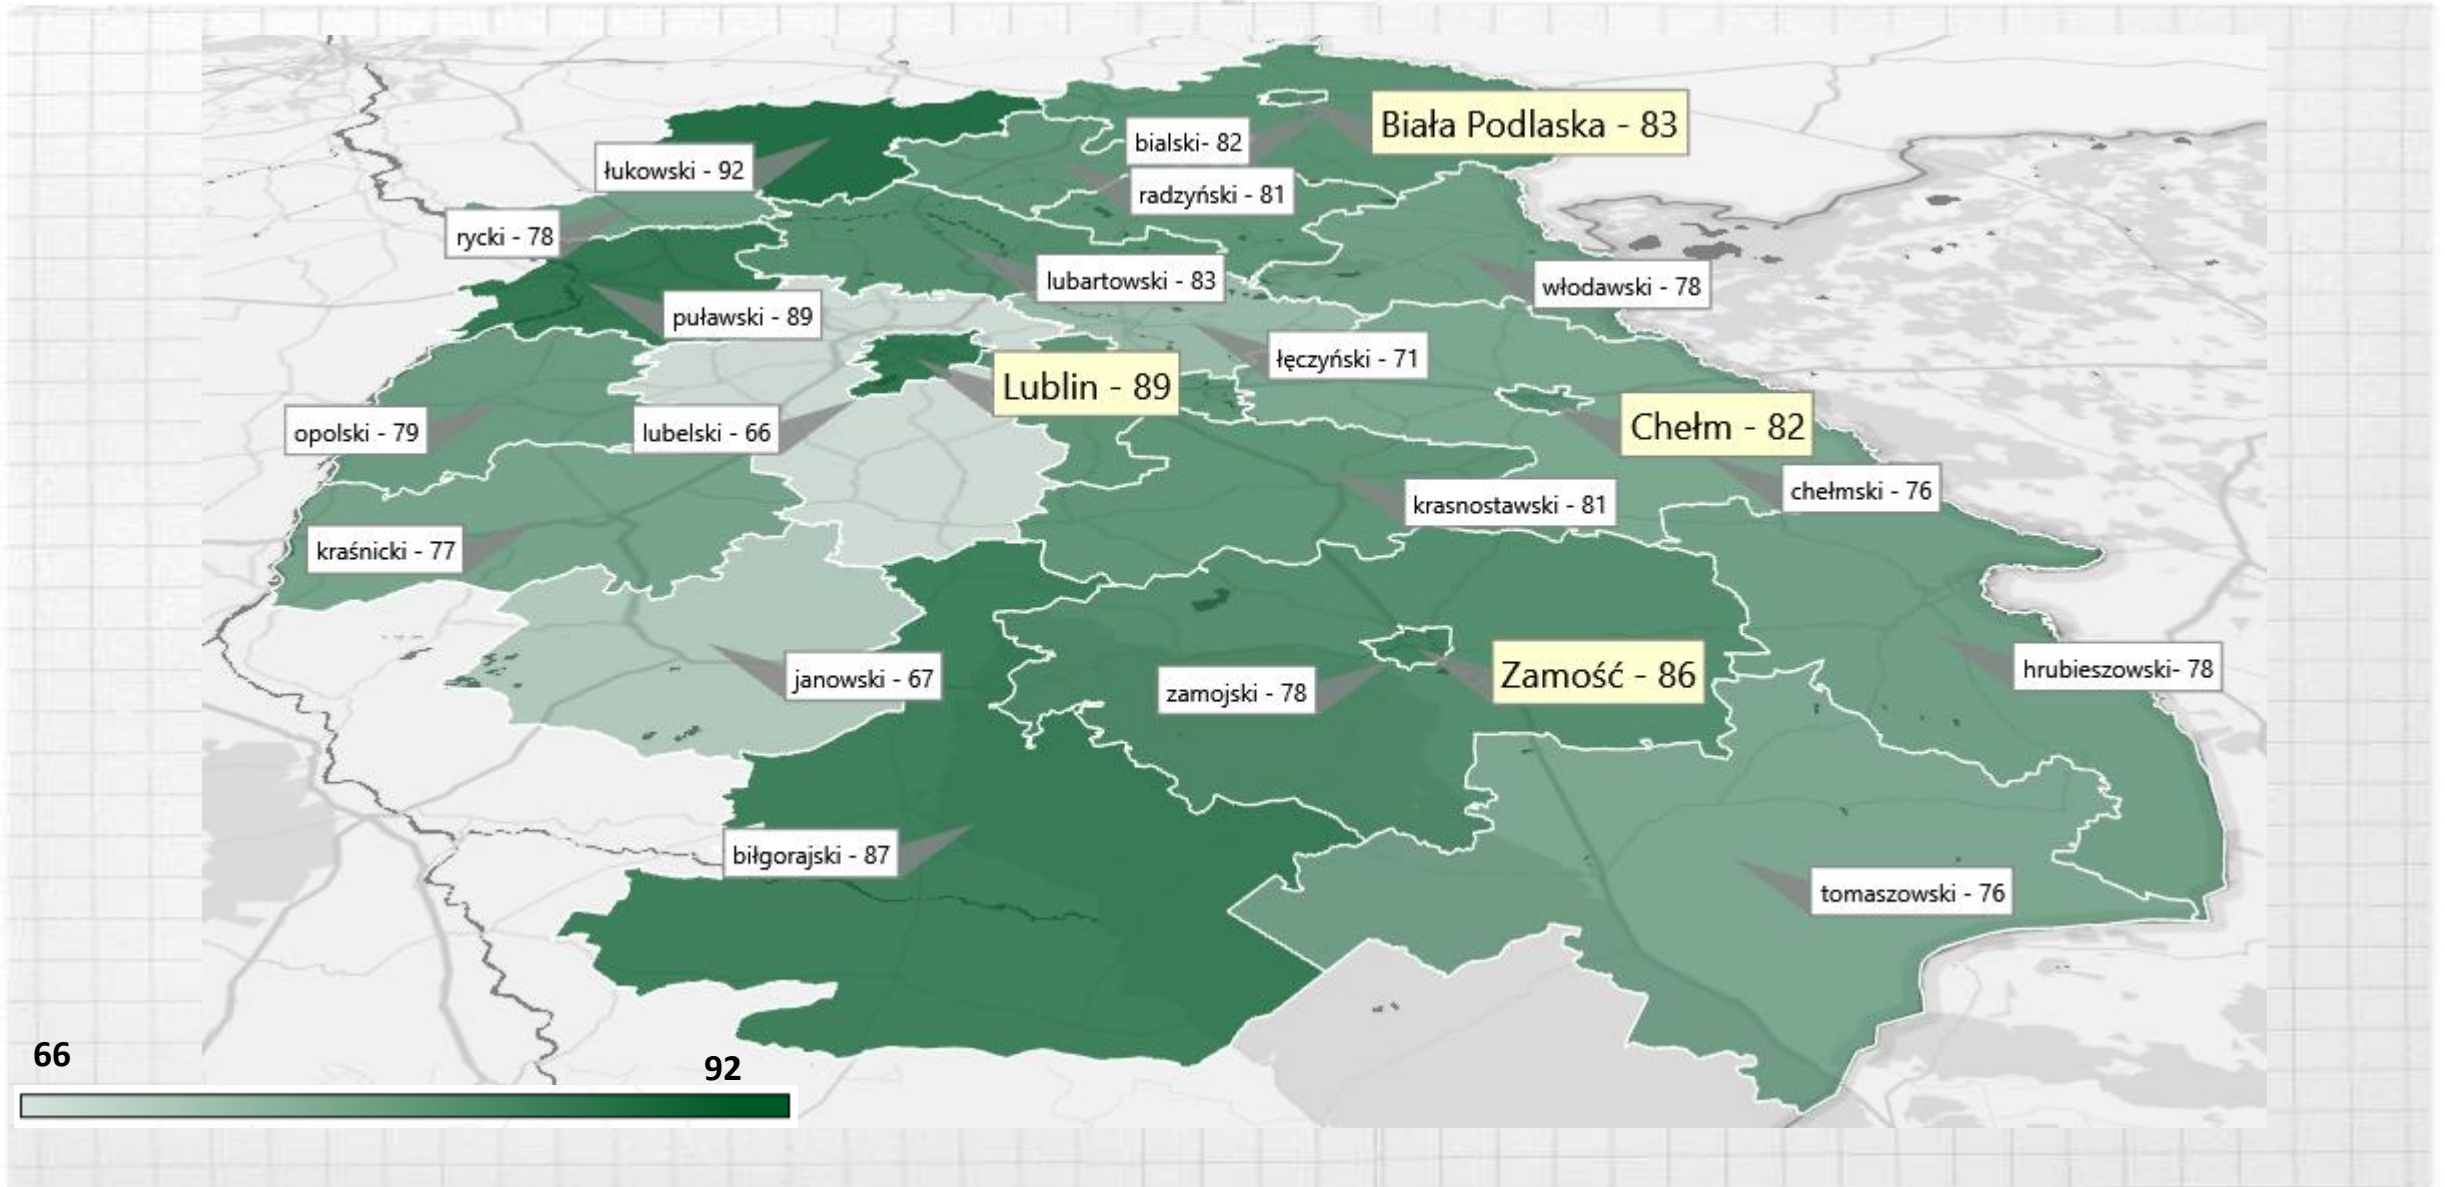 Biała Podlaska - 83
bialski- 82
łukowski - 92
radzyński - 81
rycki - 78
lubartowski - 83
włodawski - 78
puławski - 89
łęczyński - 71
Lublin - 89
opolski - 79
lubelski - 66
Chełm - 82
chełmski - 76
krasnostawski - 81
kraśnicki - 77
hrubieszowski- 78
janowski - 67
zamojski - 78
Zamość - 86
biłgorajski - 87
tomaszowski - 76
66
92